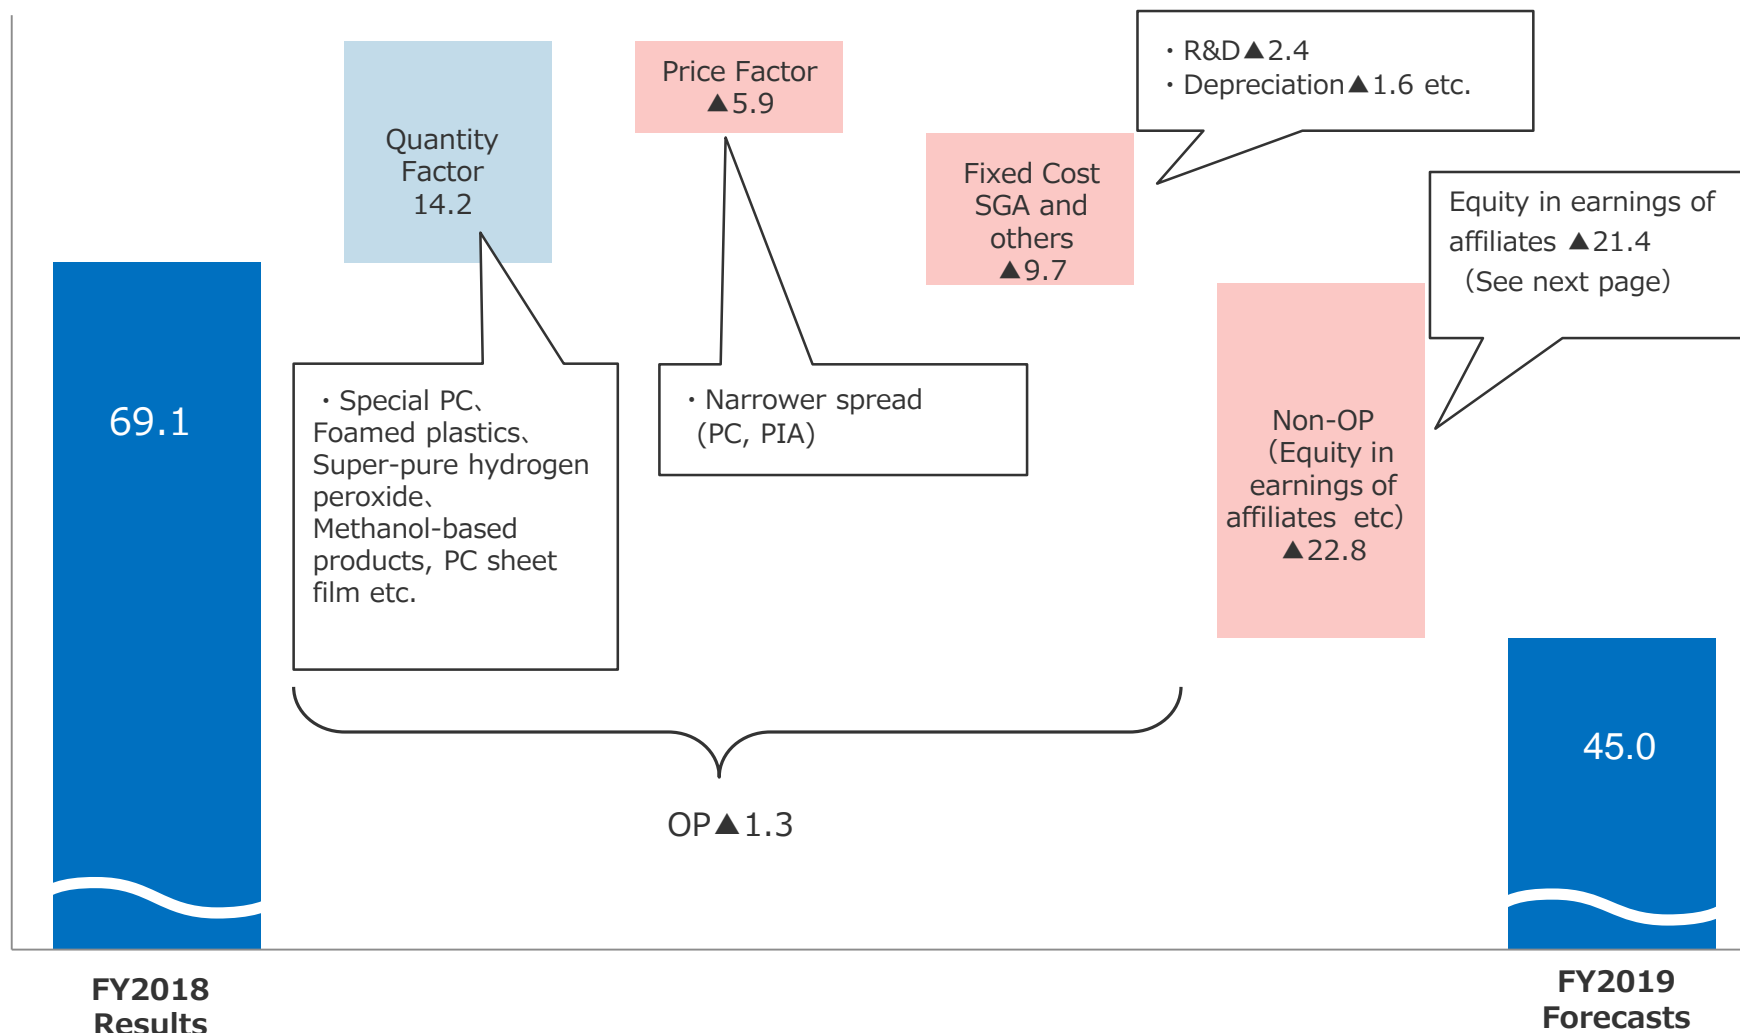 69.1
Quantity
Factor
14.2
・Special PC、
Foamed plastics、
Super-pure hydrogen
peroxide、
Methanol-based
products, PC sheet
film etc.
Price Factor
▲5.9
・Narrower spread
(PC, PIA)
Fixed Cost
SGA and
others
▲9.7
・R&D▲2.4
・Depreciation▲1.6 etc.
OP▲1.3
Non-OP
（Equity in
earnings of
affiliates etc）
▲22.8
Equity in earnings of
affiliates ▲21.4
（See next page）
45.0
FY2018
Results
FY2019
Forecasts